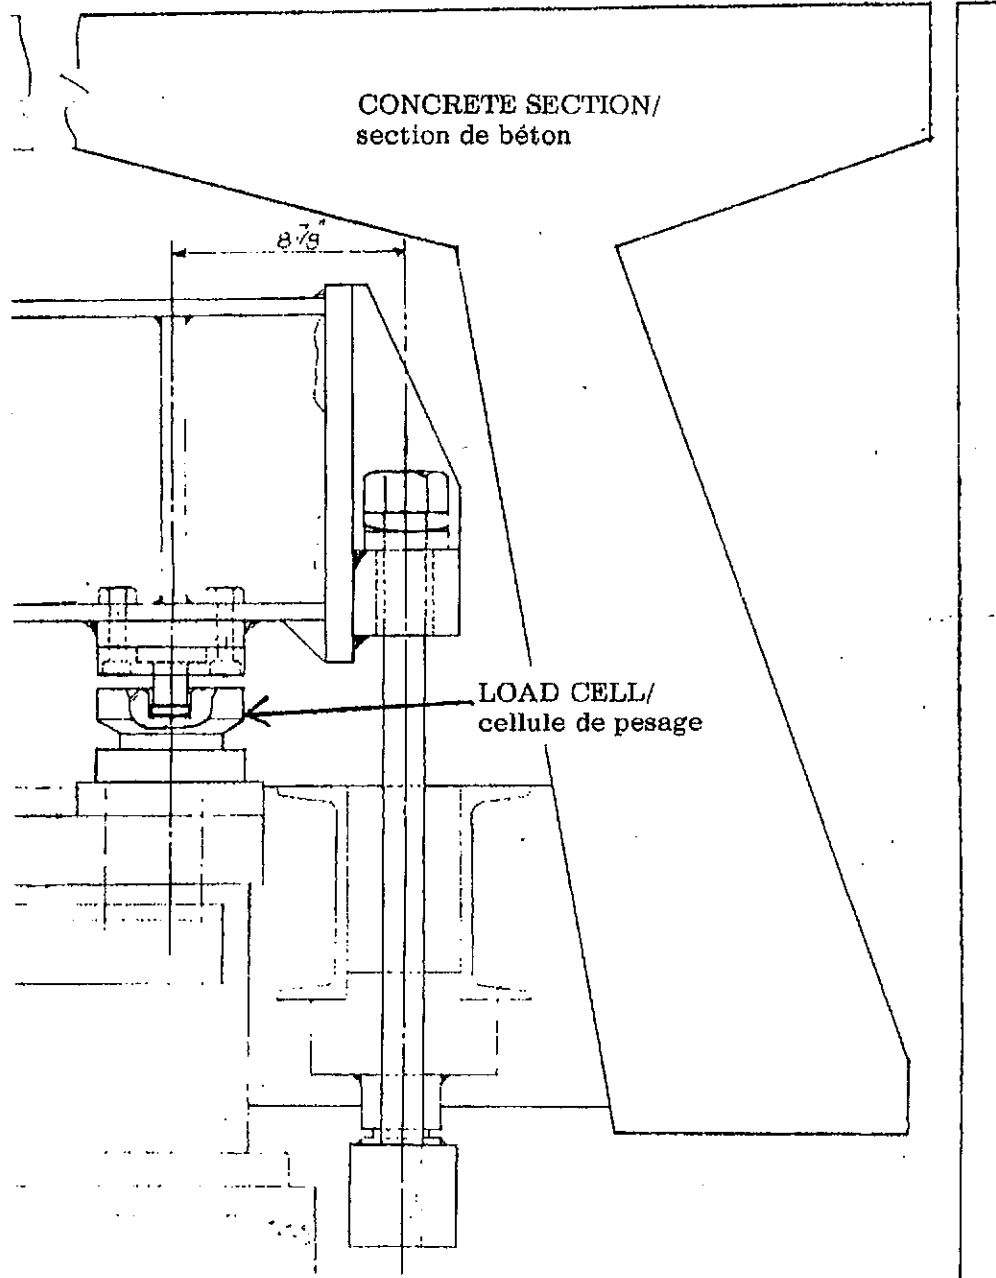 CONCRETE SECTION/
section de béton
8 7/8"
LOAD CELL/
cellule de pesage